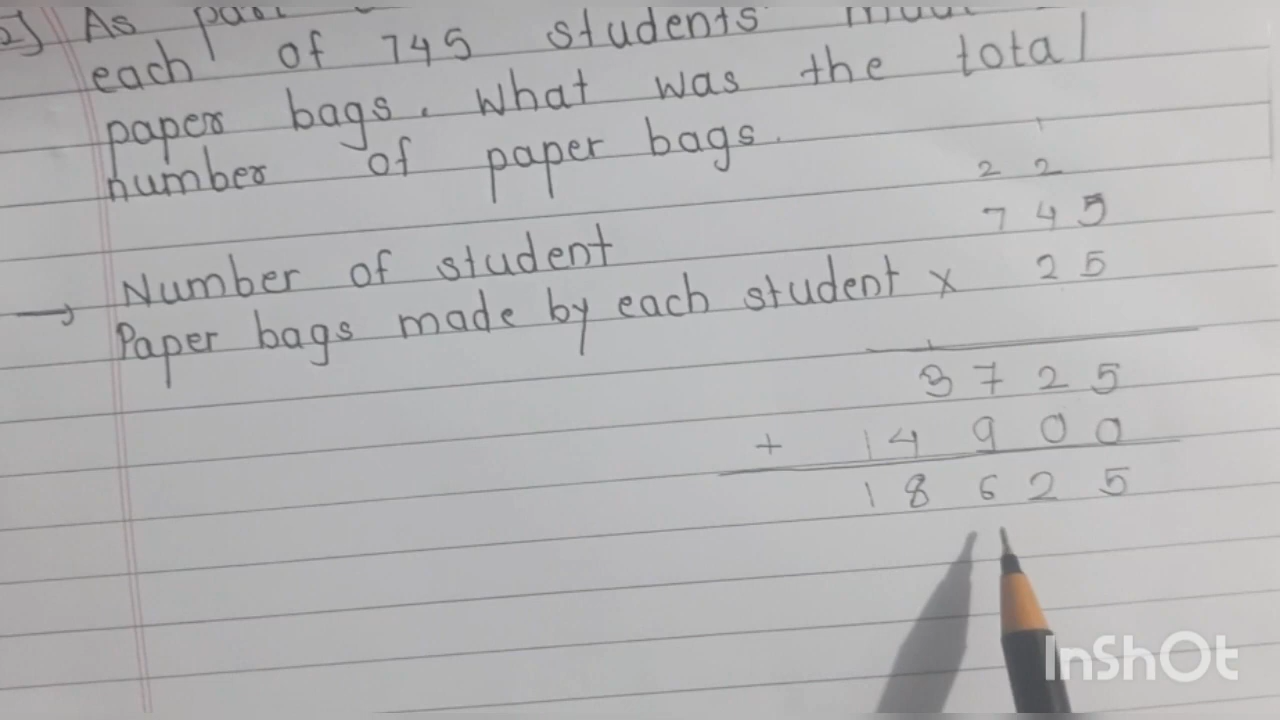 2) As
each of 745 students
paper bags. What was the total
number of paper bags.
2 2
Number of student 7 4 5
→ Paper bags made by each student × 2 5
3 7 2 5
+ 1 4 9 0 0
1 8 6 2 5
InShOt